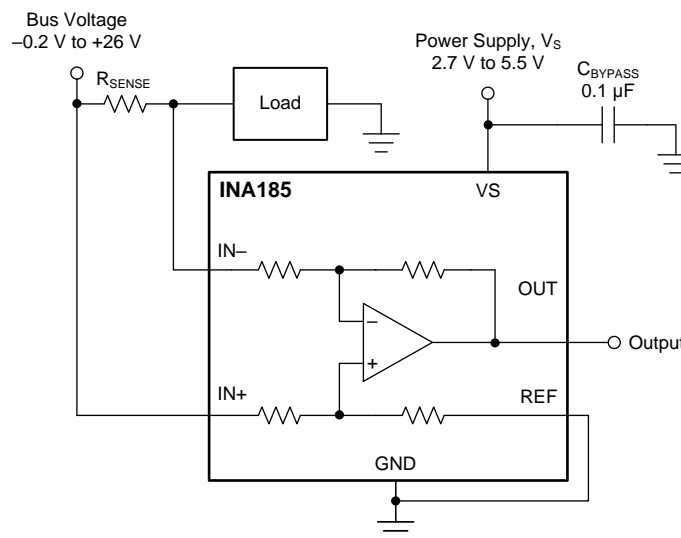 Bus Voltage
–0.2 V to +26 V
RSENSE
Load
Power Supply, VS
2.7 V to 5.5 V
CBYPASS
0.1 µF
INA185
VS
IN–
OUT
–
+
Output
IN+
REF
GND